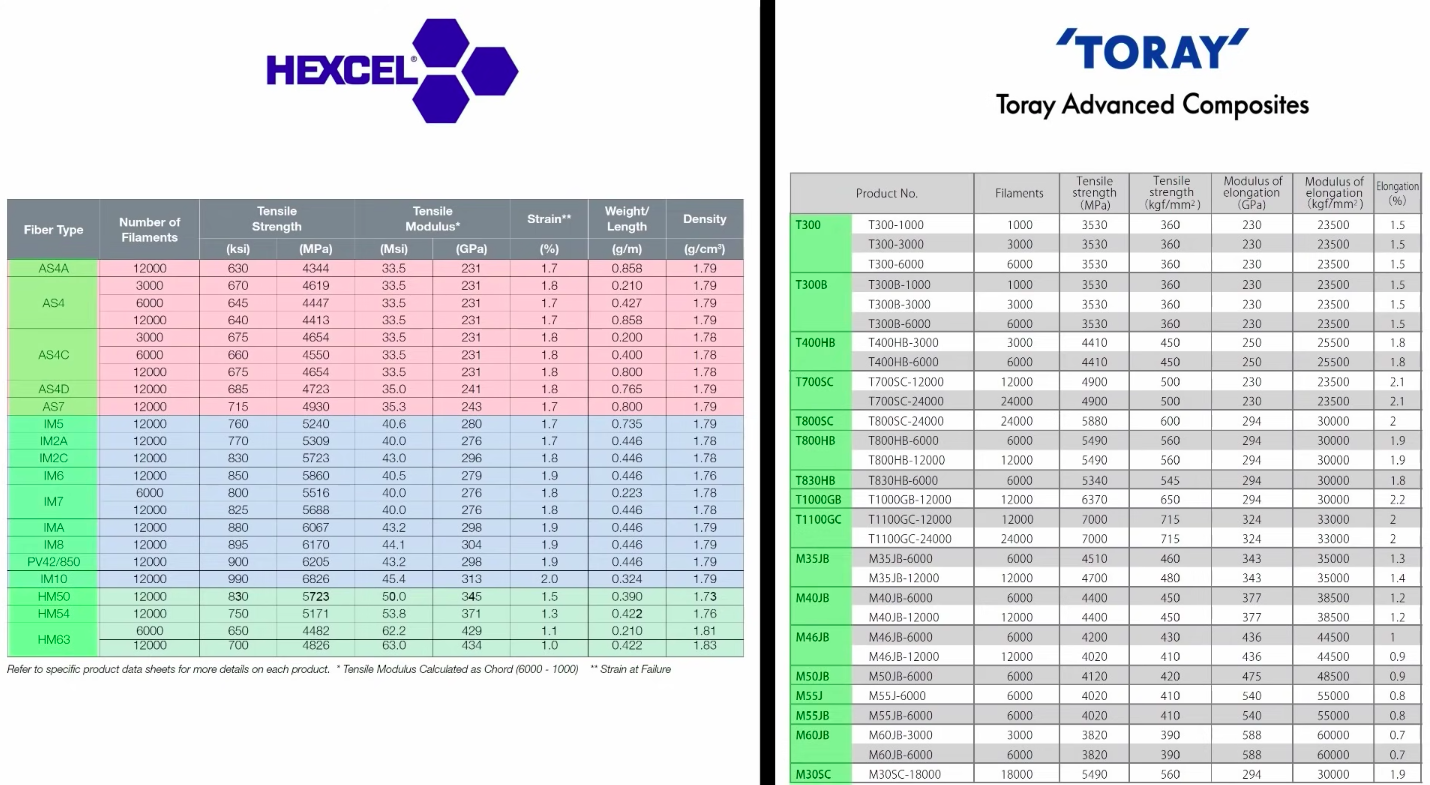 HEXCEL®
Fiber Type Number of Filaments Tensile Strength Tensile Modulus* Strain** Weight/ Length Density
(ksi) (MPa) (Msi) (GPa) (%) (g/m) (g/cm³)
AS4A 12000 630 4344 33.5 231 1.7 0.858 1.79
AS4 3000 670 4619 33.5 231 1.8 0.210 1.79
6000 645 4447 33.5 231 1.7 0.427 1.79
12000 640 4413 33.5 231 1.7 0.858 1.79
AS4C 3000 675 4654 33.5 231 1.8 0.200 1.78
6000 660 4550 33.5 231 1.8 0.400 1.78
12000 675 4654 33.5 231 1.8 0.800 1.78
AS4D 12000 685 4723 35.0 241 1.8 0.765 1.79
AS7 12000 715 4930 35.3 243 1.7 0.800 1.79
IM5 12000 760 5240 40.6 280 1.7 0.735 1.79
IM2A 12000 770 5309 40.0 276 1.7 0.446 1.78
IM2C 12000 830 5723 43.0 296 1.8 0.446 1.78
IM6 12000 850 5860 40.5 279 1.9 0.446 1.76
IM7 6000 800 5516 40.0 276 1.8 0.223 1.78
12000 825 5688 40.0 276 1.8 0.446 1.78
IMA 12000 880 6067 43.2 298 1.9 0.446 1.79
IM8 12000 895 6170 44.1 304 1.9 0.446 1.79
PV42/850 12000 900 6205 43.2 298 1.9 0.446 1.79
IM10 12000 990 6826 45.4 313 2.0 0.324 1.79
HM50 12000 830 5723 50.0 345 1.5 0.390 1.73
HM54 12000 750 5171 53.8 371 1.3 0.422 1.76
HM63 6000 650 4482 62.2 429 1.1 0.210 1.81
12000 700 4826 63.0 434 1.0 0.422 1.83
Refer to specific product data sheets for more details on each product. * Tensile Modulus Calculated as Chord (6000 - 1000) ** Strain at Failure
'TORAY'
Toray Advanced Composites
Product No. Filaments Tensile strength (MPa) Tensile strength (kgf/mm²) Modulus of elongation (GPa) Modulus of elongation (kgf/mm²) Elongation (%)
T300 T300-1000 1000 3530 360 230 23500 1.5
T300-3000 3000 3530 360 230 23500 1.5
T300-6000 6000 3530 360 230 23500 1.5
T300B T300B-1000 1000 3530 360 230 23500 1.5
T300B-3000 3000 3530 360 230 23500 1.5
T300B-6000 6000 3530 360 230 23500 1.5
T400HB T400HB-3000 3000 4410 450 250 25500 1.8
T400HB-6000 6000 4410 450 250 25500 1.8
T700SC T700SC-12000 12000 4900 500 230 23500 2.1
T700SC-24000 24000 4900 500 230 23500 2.1
T800SC T800SC-24000 24000 5880 600 294 30000 2
T800HB T800HB-6000 6000 5490 560 294 30000 1.9
T800HB-12000 12000 5490 560 294 30000 1.9
T830HB T830HB-6000 6000 5340 545 294 30000 1.8
T1000GB T1000GB-12000 12000 6370 650 294 30000 2.2
T1100GC T1100GC-12000 12000 7000 715 324 33000 2
T1100GC-24000 24000 7000 715 324 33000 2
M35JB M35JB-6000 6000 4510 460 343 35000 1.3
M35JB-12000 12000 4700 480 343 35000 1.4
M40JB M40JB-6000 6000 4400 450 377 38500 1.2
M40JB-12000 12000 4400 450 377 38500 1.2
M46JB M46JB-6000 6000 4200 430 436 44500 1
M46JB-12000 12000 4020 410 436 44500 0.9
M50JB M50JB-6000 6000 4120 420 475 48500 0.9
M55J M55J-6000 6000 4020 410 540 55000 0.8
M55JB M55JB-6000 6000 4020 410 540 55000 0.8
M60JB M60JB-3000 3000 3820 390 588 60000 0.7
M60JB-6000 6000 3820 390 588 60000 0.7
M30SC M30SC-18000 18000 5490 560 294 30000 1.9